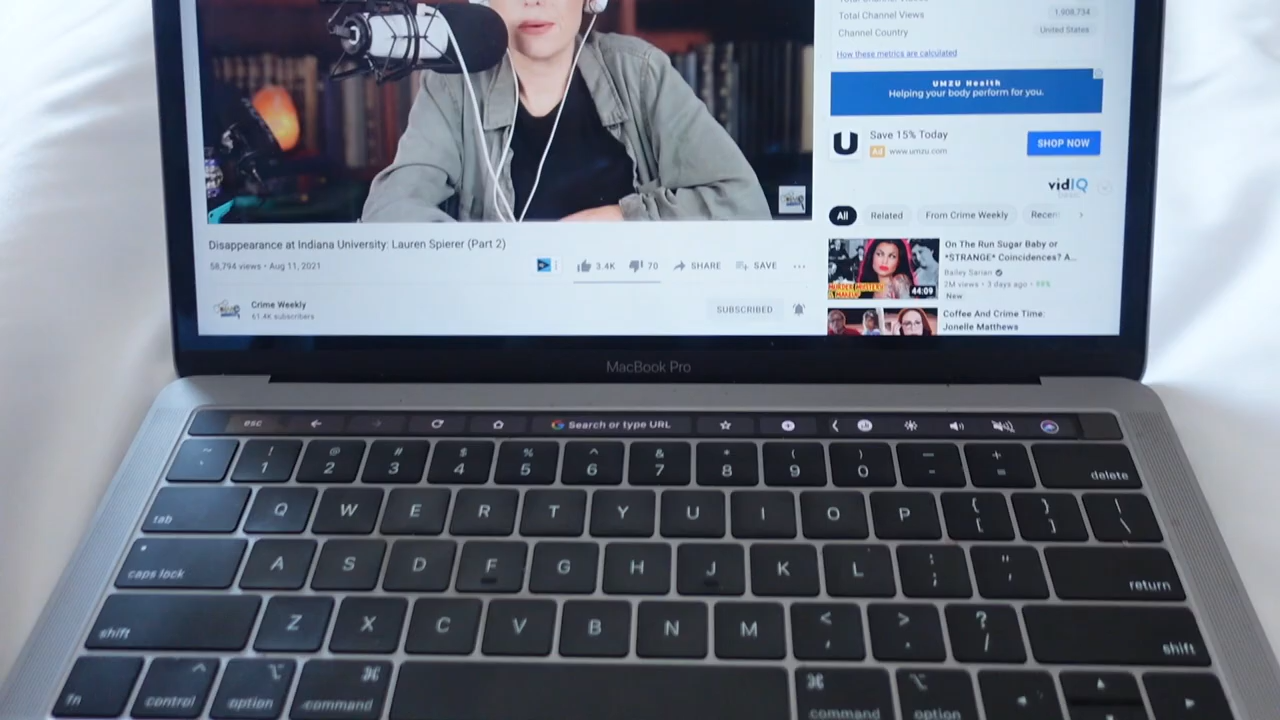 Total Channel Views 1,908,734
Channel Country United States
How these metrics are calculated
UMZU Health
Helping your body perform for you.
U
Save 15% Today
Ad www.umzu.com
SHOP NOW
vidIQ
All Related From Crime Weekly Recen
Disappearance at Indiana University: Lauren Spierer (Part 2)
58,794 views • Aug 11, 2021
3.4K 70 SHARE SAVE
Crime Weekly
61.4K subscribers
SUBSCRIBED
On The Run Sugar Baby or
*STRANGE* Coincidences? A...
Bailey Sarian
2M views • 3 days ago • 98%
New
MURDER MYSTERY
& MAKEUP
44:09
Coffee And Crime Time:
Jonelle Matthews
MacBook Pro
esc Search or type URL
~ ! @ # $ % ^ & * ( ) — +
` 1 2 3 4 5 6 7 8 9 0 - = delete
tab Q W E R T Y U I O P { [ } ] | \
caps lock A S D F G H J K L : ; " ' return
shift Z X C V B N M < , > . ? / shift
fn control option command command option